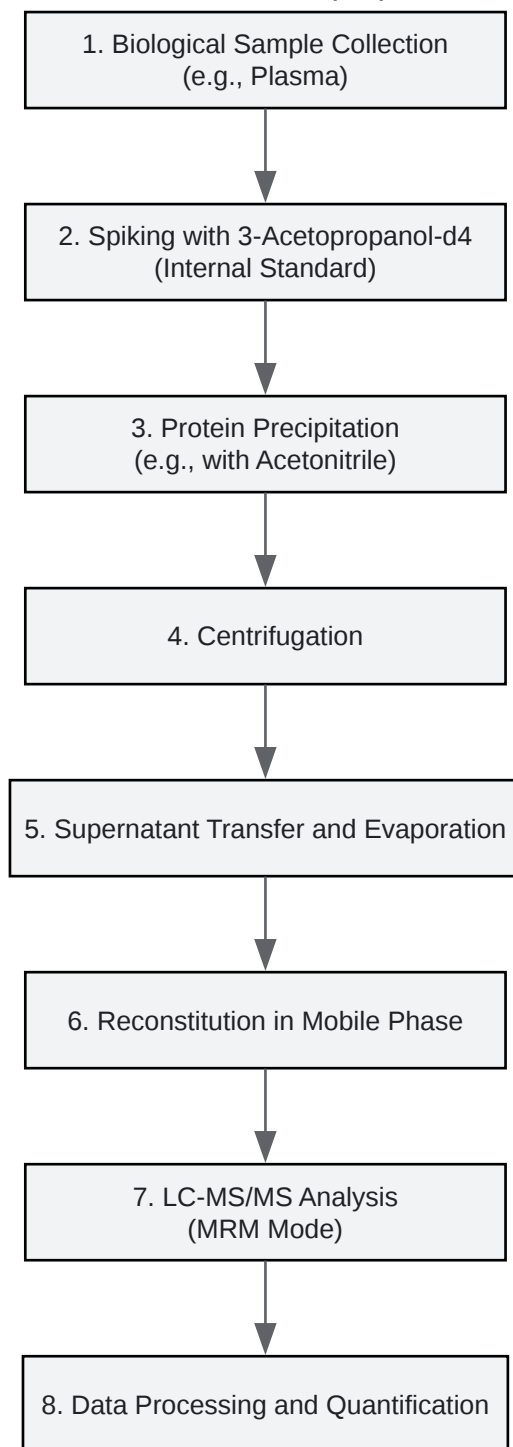 1. Biological Sample Collection
(e.g., Plasma)
2. Spiking with 3-Acetopropanol-d4
(Internal Standard)
3. Protein Precipitation
(e.g., with Acetonitrile)
4. Centrifugation
5. Supernatant Transfer and Evaporation
6. Reconstitution in Mobile Phase
7. LC-MS/MS Analysis
(MRM Mode)
8. Data Processing and Quantification